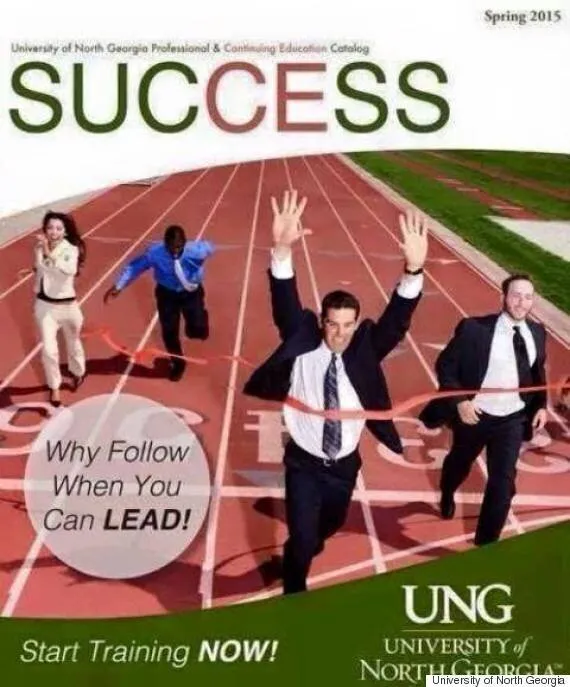 Spring 2015
University of North Georgia Professional & Continuing Education Catalog
SUCCESS
Why Follow
When You
Can LEAD!
Start Training NOW!
UNG
UNIVERSITY of
NORTH GEORGIA™
University of North Georgia